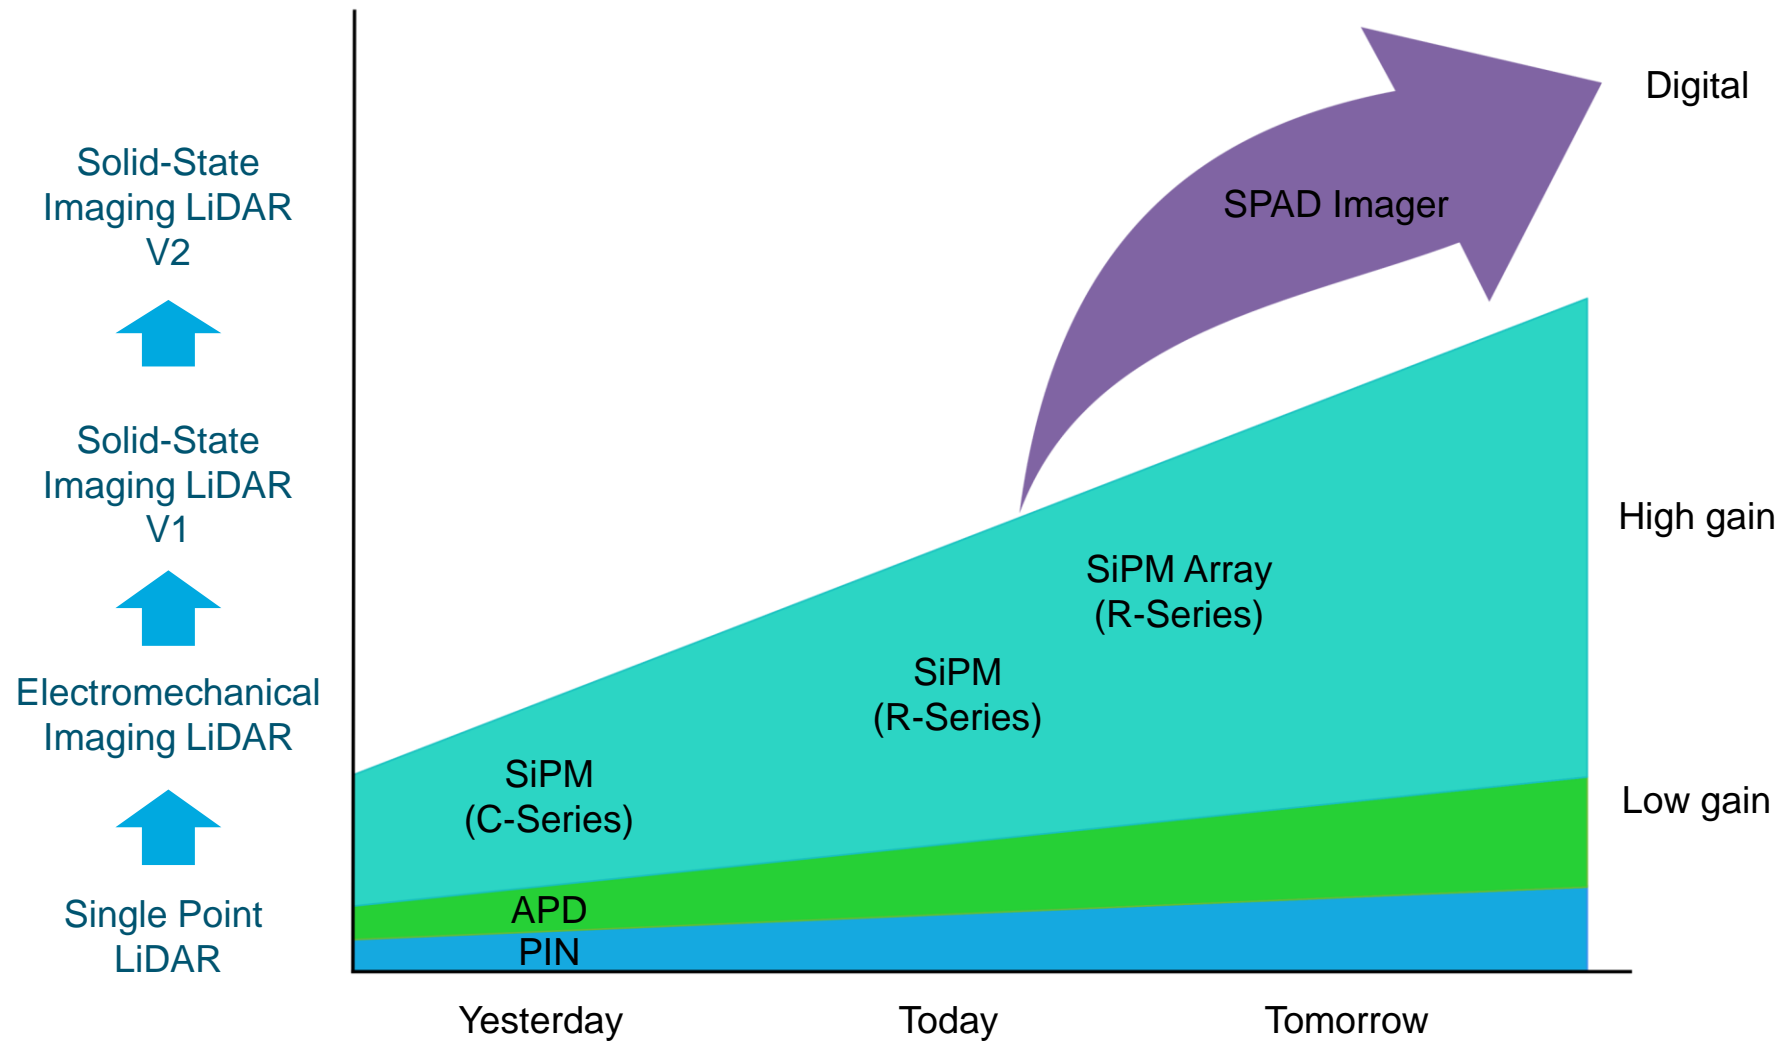 Solid-State
Imaging LiDAR
V2
Solid-State
Imaging LiDAR
V1
Electromechanical
Imaging LiDAR
Single Point
LiDAR
SPAD Imager
SiPM Array
(R-Series)
SiPM
(R-Series)
SiPM
(C-Series)
APD
PIN
Digital
High gain
Low gain
Yesterday
Today
Tomorrow